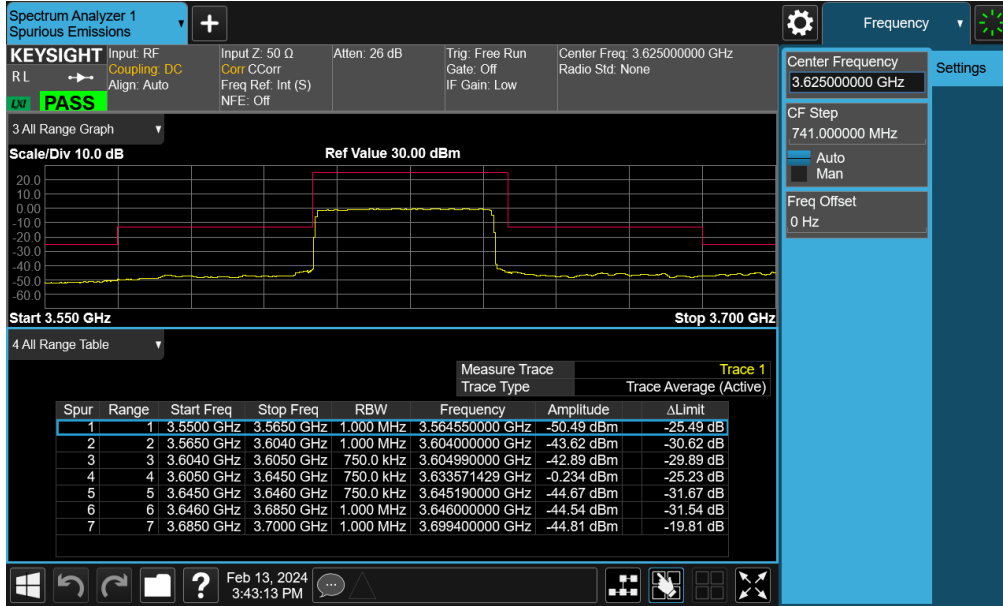 Spectrum Analyzer 1
Spurious Emissions
Frequency
KEYSIGHT
R L
LXI
PASS
Input: RF
Coupling: DC
Align: Auto
Input Z: 50 Ω
Corr CCorr
Freq Ref: Int (S)
NFE: Off
Atten: 26 dB
Trig: Free Run
Gate: Off
IF Gain: Low
Center Freq: 3.625000000 GHz
Radio Std: None
Center Frequency
3.625000000 GHz
Settings
CF Step
741.000000 MHz
Auto
Man
Freq Offset
0 Hz
3 All Range Graph
Scale/Div 10.0 dB
Ref Value 30.00 dBm
20.0
10.0
0.00
-10.0
-20.0
-30.0
-40.0
-50.0
-60.0
Start 3.550 GHz
Stop 3.700 GHz
4 All Range Table
Measure Trace Trace 1
Trace Type Trace Average (Active)
Spur Range Start Freq Stop Freq RBW Frequency Amplitude ΔLimit
1 1 3.5500 GHz 3.5650 GHz 1.000 MHz 3.564550000 GHz -50.49 dBm -25.49 dB
2 2 3.5650 GHz 3.6040 GHz 1.000 MHz 3.604000000 GHz -43.62 dBm -30.62 dB
3 3 3.6040 GHz 3.6050 GHz 750.0 kHz 3.604990000 GHz -42.89 dBm -29.89 dB
4 4 3.6050 GHz 3.6450 GHz 750.0 kHz 3.633571429 GHz -0.234 dBm -25.23 dB
5 5 3.6450 GHz 3.6460 GHz 750.0 kHz 3.645190000 GHz -44.67 dBm -31.67 dB
6 6 3.6460 GHz 3.6850 GHz 1.000 MHz 3.646000000 GHz -44.54 dBm -31.54 dB
7 7 3.6850 GHz 3.7000 GHz 1.000 MHz 3.699400000 GHz -44.81 dBm -19.81 dB
?
Feb 13, 2024
3:43:13 PM